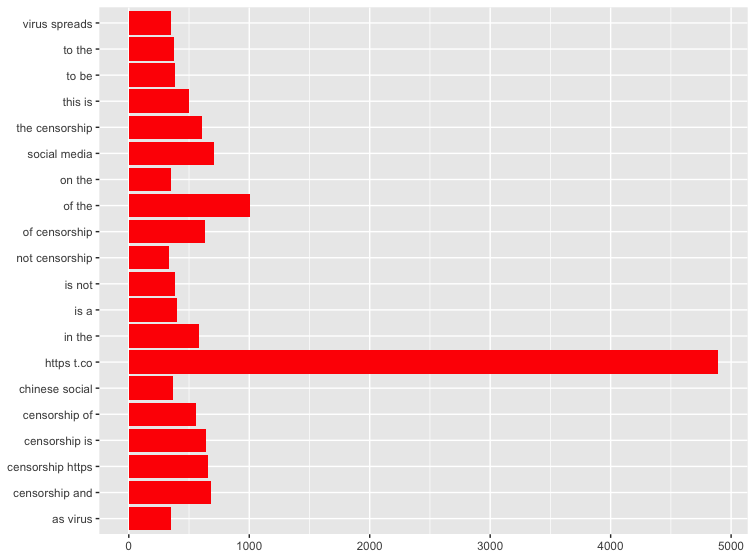 virus spreads
to the
to be
this is
the censorship
social media
on the
of the
of censorship
not censorship
is not
is a
in the
https t.co
chinese social
censorship of
censorship is
censorship https
censorship and
as virus
0 1000 2000 3000 4000 5000